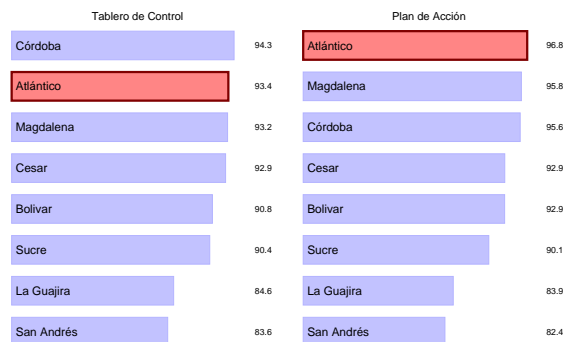 Tablero de Control
Córdoba 94.3
Atlántico 93.4
Magdalena 93.2
Cesar 92.9
Bolivar 90.8
Sucre 90.4
La Guajira 84.6
San Andrés 83.6
Plan de Acción
Atlántico 96.8
Magdalena 95.8
Córdoba 95.6
Cesar 92.9
Bolivar 92.9
Sucre 90.1
La Guajira 83.9
San Andrés 82.4